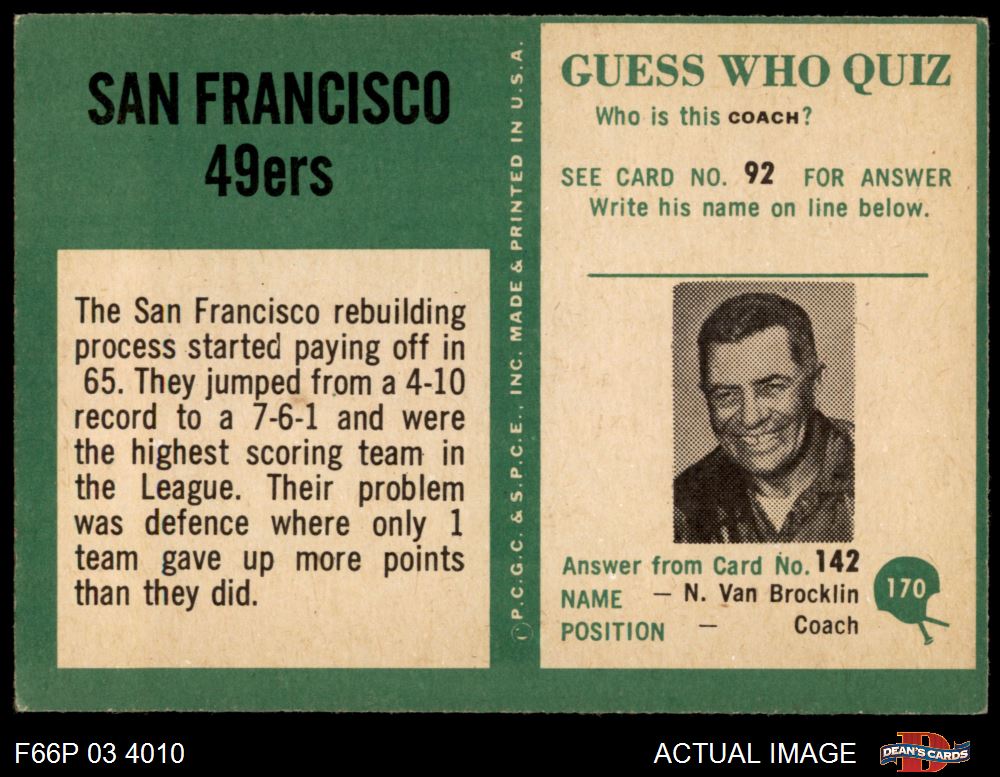 SAN FRANCISCO
49ers
The San Francisco rebuilding
process started paying off in
65. They jumped from a 4-10
record to a 7-6-1 and were
the highest scoring team in
the League. Their problem
was defence where only 1
team gave up more points
than they did.
©P.C.G.C. & S.P.C.E., INC. MADE & PRINTED IN U.S.A.
GUESS WHO QUIZ
Who is this COACH?
SEE CARD NO. 92 FOR ANSWER
Write his name on line below.
Answer from Card No. 142
NAME — N. Van Brocklin
POSITION — Coach
170
F66P 03 4010
ACTUAL IMAGE
D
DEAN'S CARDS